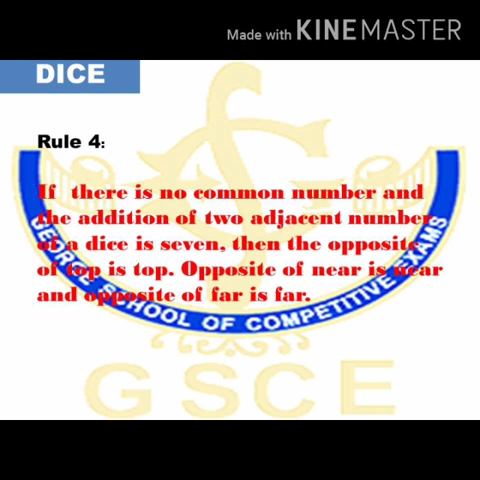 Made with KINEMASTER
DICE
Rule 4:
If there is no common number and
the addition of two adjacent number
of a dice is seven, then the opposite
of top is top. Opposite of near is near
and opposite of far is far.
GEORGE SCHOOL OF COMPETITIVE EXAMS
GSCE